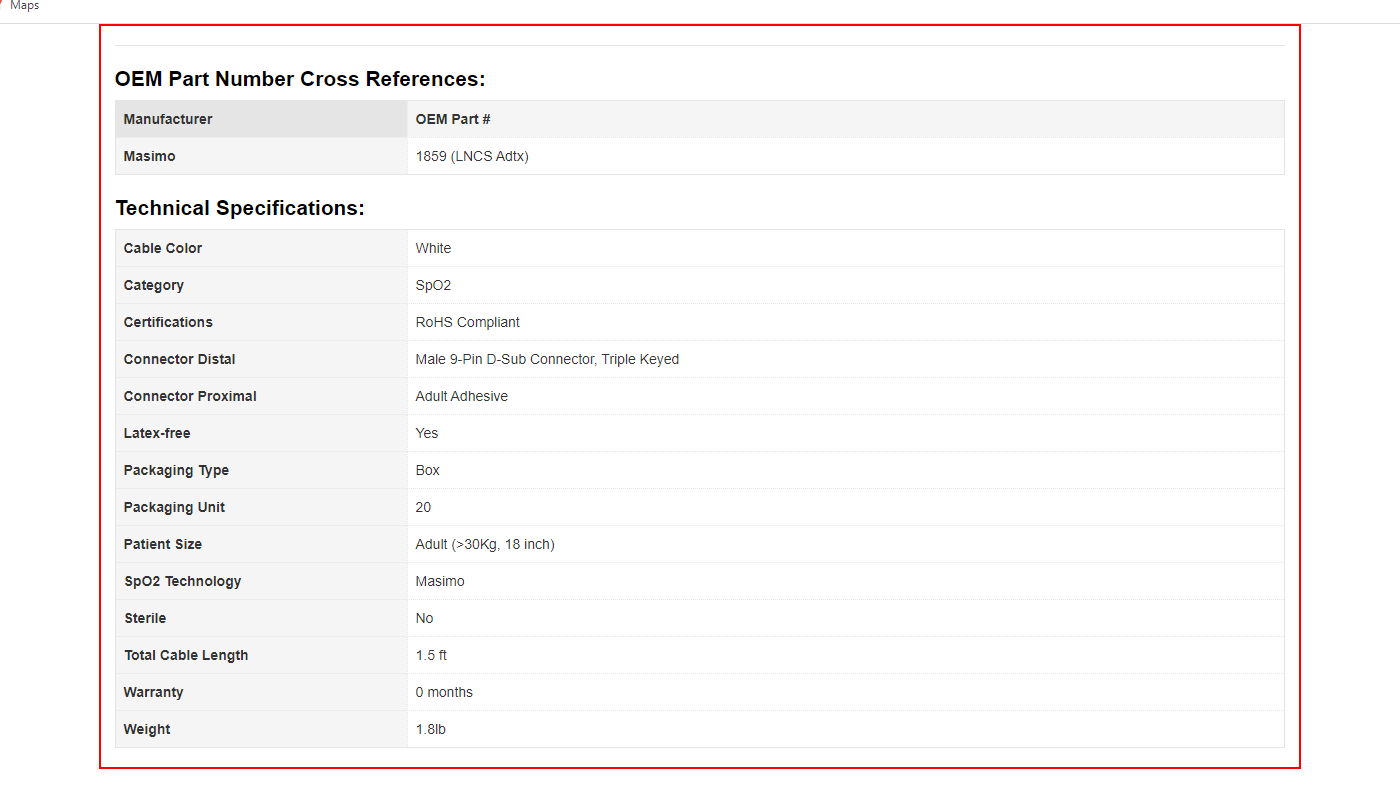 Maps
OEM Part Number Cross References:
Manufacturer OEM Part #
Masimo 1859 (LNCS Adtx)
Technical Specifications:
Cable Color White
Category SpO2
Certifications RoHS Compliant
Connector Distal Male 9-Pin D-Sub Connector, Triple Keyed
Connector Proximal Adult Adhesive
Latex-free Yes
Packaging Type Box
Packaging Unit 20
Patient Size Adult (>30Kg, 18 inch)
SpO2 Technology Masimo
Sterile No
Total Cable Length 1.5 ft
Warranty 0 months
Weight 1.8lb